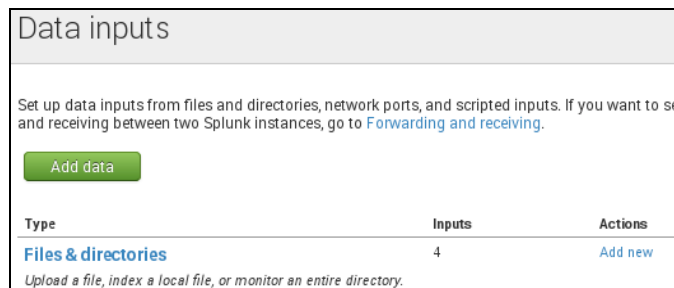 Data inputs
Set up data inputs from files and directories, network ports, and scripted inputs. If you want to
and receiving between two Splunk instances, go to Forwarding and receiving.
Add data
Type Inputs Actions
Files & directories 4 Add new
Upload a file, index a local file, or monitor an entire directory.